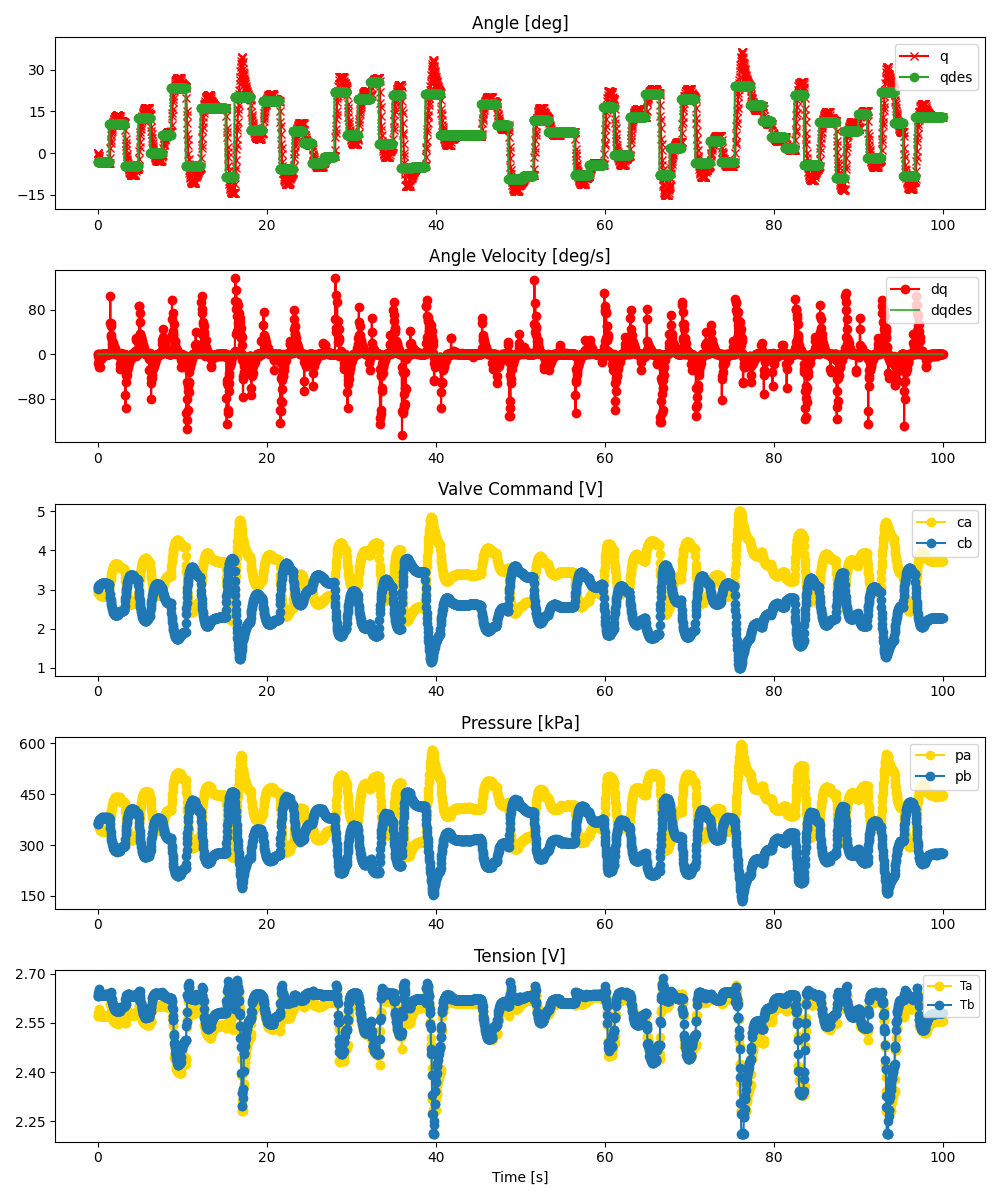 Angle [deg]
30
15
0
−15
q
qdes
0 20 40 60 80 100
Angle Velocity [deg/s]
80
0
−80
dq
dqdes
0 20 40 60 80 100
Valve Command [V]
5
4
3
2
1
ca
cb
0 20 40 60 80 100
Pressure [kPa]
600
450
300
150
pa
pb
0 20 40 60 80 100
Tension [V]
2.70
2.55
2.40
2.25
Ta
Tb
0 20 40 60 80 100
Time [s]